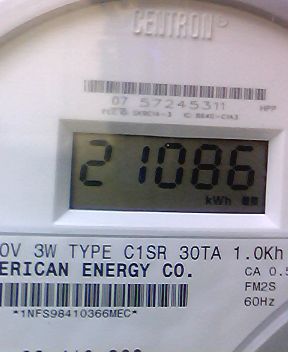 CENTRON
07 57245311 HPP
21086
kWh
0V 3W TYPE C1SR 30TA 1.0Kh
ERICAN ENERGY CO.
CA 0.5
FM2S
60Hz
*1NFS98410366MEC*